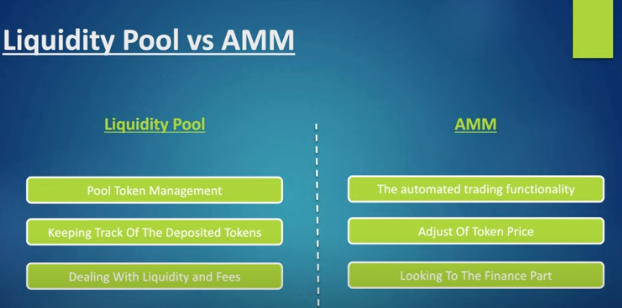 Liquidity Pool vs AMM
Liquidity Pool
AMM
Pool Token Management
The automated trading functionality
Keeping Track Of The Deposited Tokens
Adjust Of Token Price
Dealing With Liquidity and Fees
Looking To The Finance Part